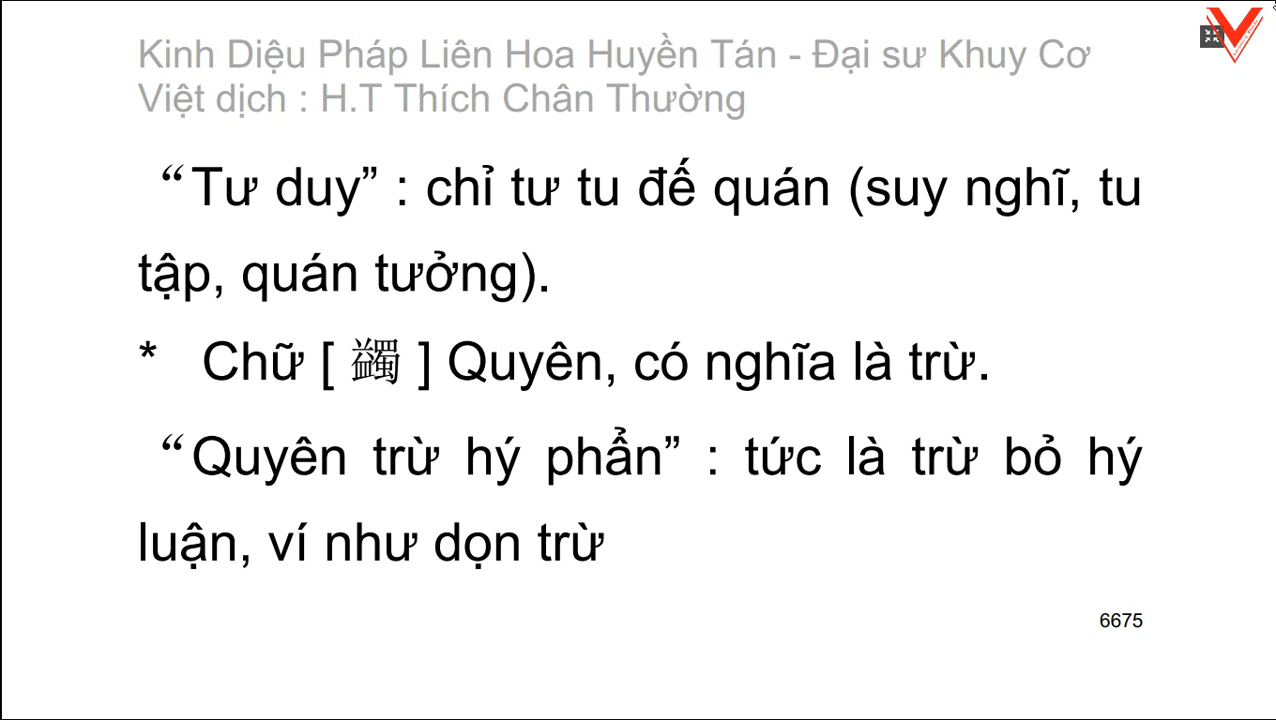 Kinh Diệu Pháp Liên Hoa Huyền Tán - Đại sư Khuy Cơ
Việt dịch : H.T Thích Chân Thường
“Tư duy” : chỉ tư tu đế quán (suy nghĩ, tu
tập, quán tưởng).
* Chữ [ 蠲 ] Quyên, có nghĩa là trừ.
“Quyên trừ hý phẩn” : tức là trừ bỏ hý
luận, ví như dọn trừ
6675